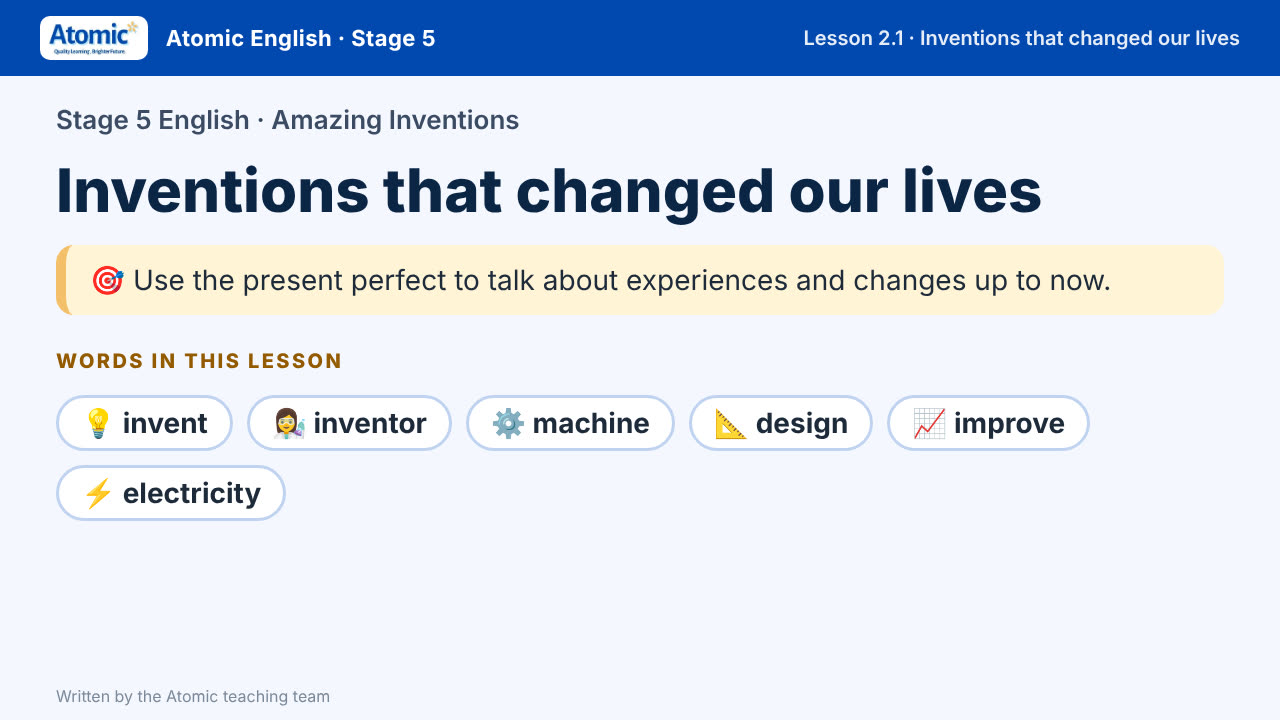 Atomic
Quality Learning. Brighter Future.
Atomic English · Stage 5
Lesson 2.1 · Inventions that changed our lives
Stage 5 English · Amazing Inventions
Inventions that changed our lives
Use the present perfect to talk about experiences and changes up to now.
WORDS IN THIS LESSON
invent
inventor
machine
design
improve
electricity
Written by the Atomic teaching team